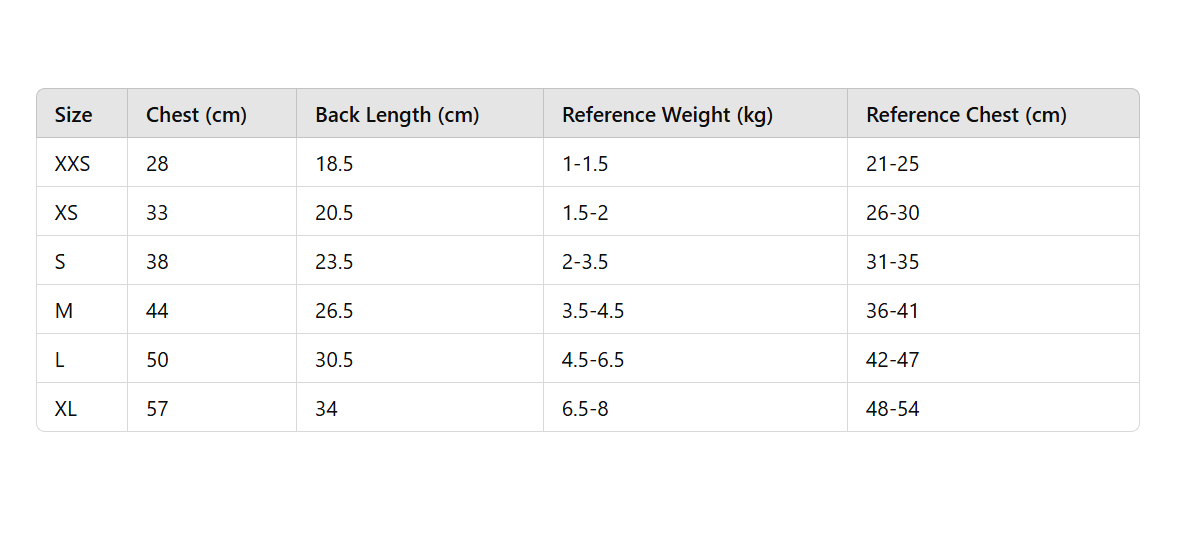 Size Chest (cm) Back Length (cm) Reference Weight (kg) Reference Chest (cm)
XXS 28 18.5 1-1.5 21-25
XS 33 20.5 1.5-2 26-30
S 38 23.5 2-3.5 31-35
M 44 26.5 3.5-4.5 36-41
L 50 30.5 4.5-6.5 42-47
XL 57 34 6.5-8 48-54